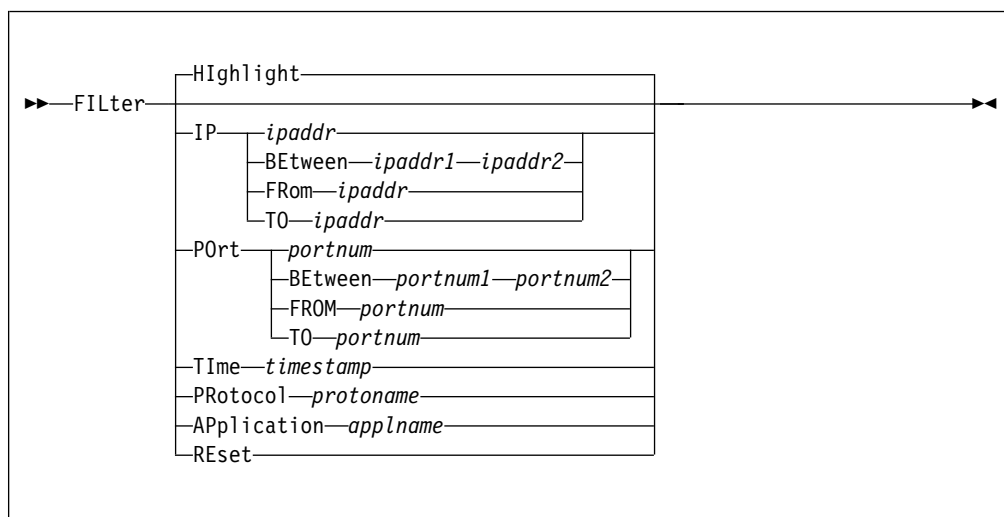 HIghlight
FILter
IP ipaddr
BEtween ipaddr1 ipaddr2
FRom ipaddr
TO ipaddr
POrt portnum
BEtween portnum1 portnum2
FROM portnum
TO portnum
TIme timestamp
PRotocol protoname
APplication applname
REset